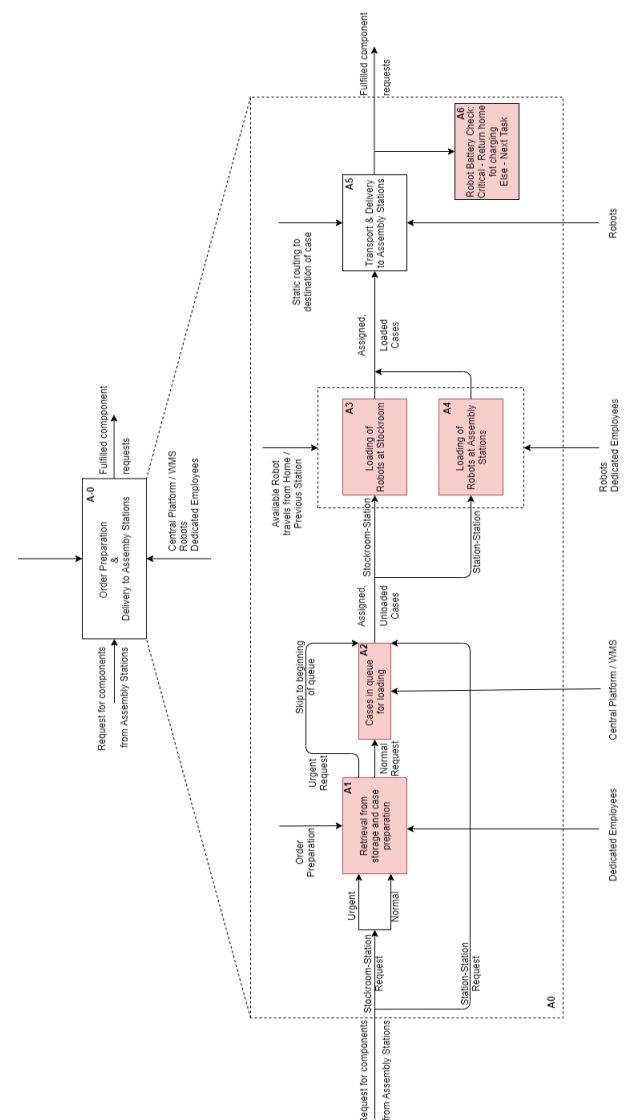 A-0
Order Preparation
&
Delivery to Assemby Stations
Request for components
from Assembly Stations
Fulfilled compponent
requests
Central Platform / WMS
Robots
Dedicated Employees
Request for components
from Assembly Stations
Stockroom-Station
Request
Station-Station
Request
Urgent
Normal
Order
Preparation
A1
Retrieval from
storage and case
preparation
Dedicated Employees
Urgent
Request
Normal
Request
Skip to beginning
of queue
A2
Cases in queue
for loading
Central Platform / WMS
Assigned,
Unloaded
Cases
Stockroom-Station
Station-Station
Available Robot
travels from Home /
Previous Station
A3
Loading of
Robots at Stockroom
A4
Loading of
Robots at Assembly
Stations
Robots
Dedicated Employees
Assigned,
Loaded
Cases
Static routing to
destination of case
A5
Transport & Delivery
to Assembly Stations
Robots
Fulfilled component
requests
A6
Robot Battery Check:
Critical - Return home
fot charging
Else - Next Task
A0